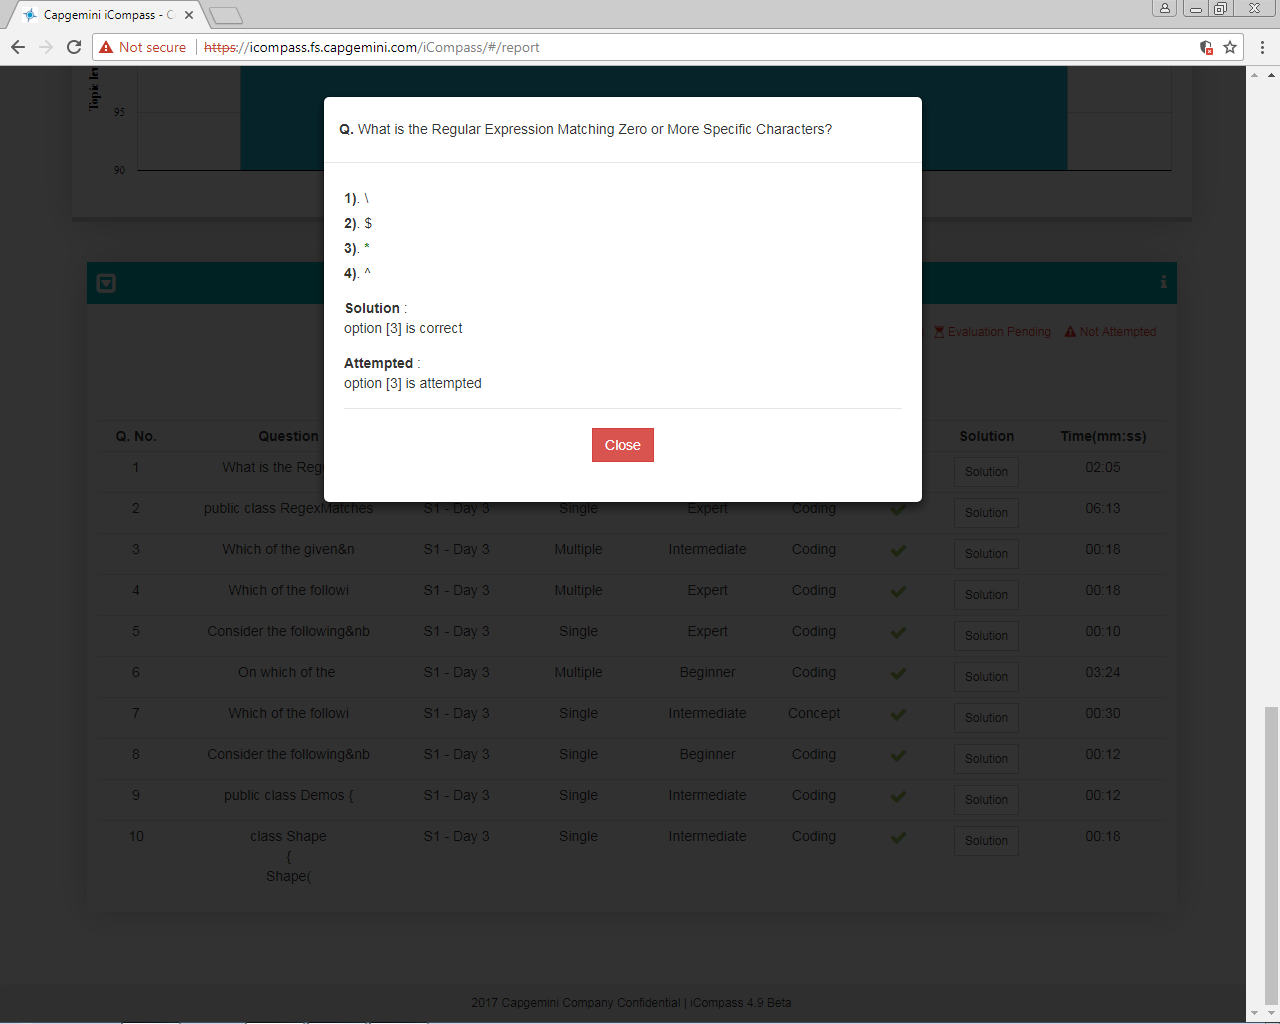 Capgemini iCompass - C
Not secure
https://icompass.fs.capgemini.com/iCompass/#/report
95
90
Q. What is the Regular Expression Matching Zero or More Specific Characters?
1). \
2). $
3). *
4). ^
Solution :
option [3] is correct
Attempted :
option [3] is attempted
Close
Evaluation Pending Not Attempted
Q. No. Question Solution Time(mm:ss)
1 What is the Reg Solution 02:05
2 public class RegexMatches S1 - Day 3 Single Expert Coding Solution 06:13
3 Which of the given&n S1 - Day 3 Multiple Intermediate Coding Solution 00:18
4 Which of the followi S1 - Day 3 Multiple Expert Coding Solution 00:18
5 Consider the following&nb S1 - Day 3 Single Expert Coding Solution 00:10
6 On which of the S1 - Day 3 Multiple Beginner Coding Solution 03:24
7 Which of the followi S1 - Day 3 Single Intermediate Concept Solution 00:30
8 Consider the following&nb S1 - Day 3 Single Beginner Coding Solution 00:12
9 public class Demos { S1 - Day 3 Single Intermediate Coding Solution 00:12
10 class Shape S1 - Day 3 Single Intermediate Coding Solution 00:18
{
Shape(
2017 Capgemini Company Confidential | iCompass 4.9 Beta